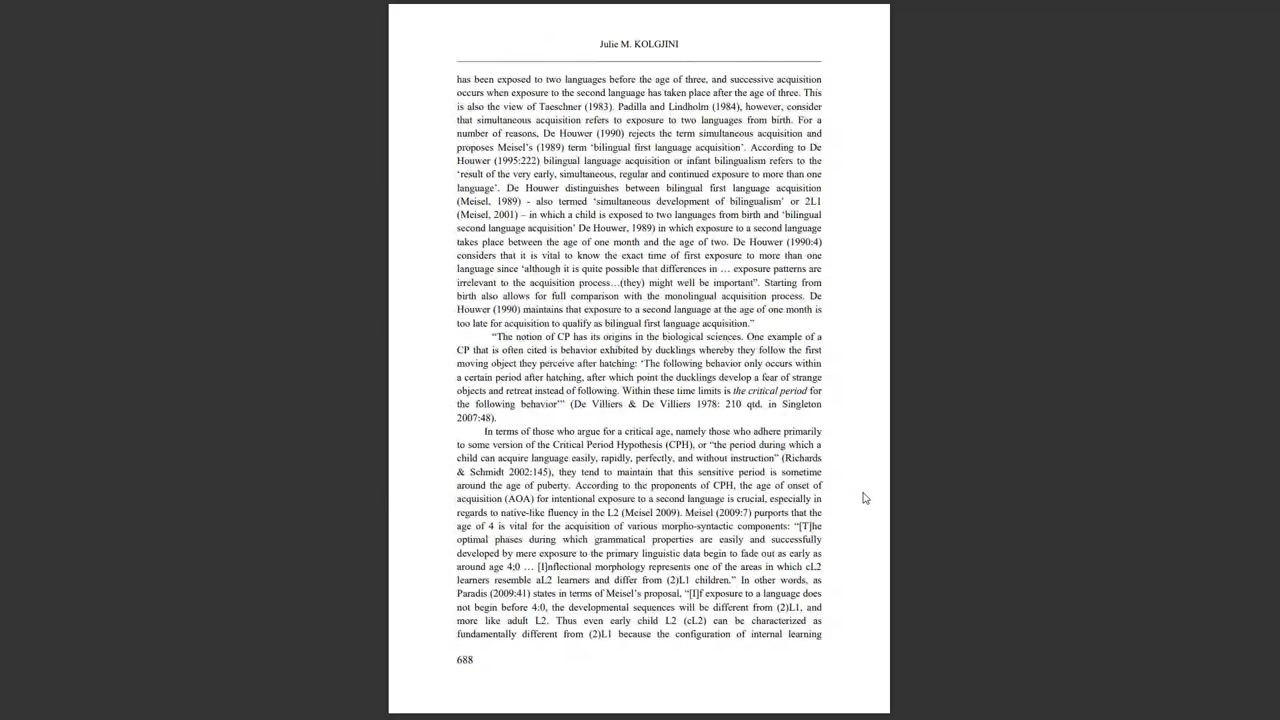 Julie M. KOLGJINI
has been exposed to two languages before the age of three, and successive acquisition
occurs when exposure to the second language has taken place after the age of three. This
is also the view of Taeschner (1983). Padilla and Lindholm (1984), however, consider
that simultaneous acquisition refers to exposure to two languages from birth. For a
number of reasons, De Houwer (1990) rejects the term simultaneous acquisition and
proposes Meisel's (1989) term ‘bilingual first language acquisition’. According to De
Houwer (1995:222) bilingual language acquisition or infant bilingualism refers to the
‘result of the very early, simultaneous, regular and continued exposure to more than one
language’. De Houwer distinguishes between bilingual first language acquisition
(Meisel, 1989) - also termed ‘simultaneous development of bilingualism’ or 2L1
(Meisel, 2001) – in which a child is exposed to two languages from birth and ‘bilingual
second language acquisition’ De Houwer, 1989) in which exposure to a second language
takes place between the age of one month and the age of two. De Houwer (1990:4)
considers that it is vital to know the exact time of first exposure to more than one
language since ‘although it is quite possible that differences in … exposure patterns are
irrelevant to the acquisition process…(they) might well be important”. Starting from
birth also allows for full comparison with the monolingual acquisition process. De
Houwer (1990) maintains that exposure to a second language at the age of one month is
too late for acquisition to qualify as bilingual first language acquisition.”
“The notion of CP has its origins in the biological sciences. One example of a
CP that is often cited is behavior exhibited by ducklings whereby they follow the first
moving object they perceive after hatching: ‘The following behavior only occurs within
a certain period after hatching, after which point the ducklings develop a fear of strange
objects and retreat instead of following. Within these time limits is the critical period for
the following behavior’” (De Villiers & De Villiers 1978: 210 qtd. in Singleton
2007:48).
In terms of those who argue for a critical age, namely those who adhere primarily
to some version of the Critical Period Hypothesis (CPH), or “the period during which a
child can acquire language easily, rapidly, perfectly, and without instruction” (Richards
& Schmidt 2002:145), they tend to maintain that this sensitive period is sometime
around the age of puberty. According to the proponents of CPH, the age of onset of
acquisition (AOA) for intentional exposure to a second language is crucial, especially in
regards to native-like fluency in the L2 (Meisel 2009). Meisel (2009:7) purports that the
age of 4 is vital for the acquisition of various morpho-syntactic components: “[T]he
optimal phases during which grammatical properties are easily and successfully
developed by mere exposure to the primary linguistic data begin to fade out as early as
around age 4;0 … [I]nflectional morphology represents one of the areas in which cL2
learners resemble aL2 learners and differ from (2)L1 children.” In other words, as
Paradis (2009:41) states in terms of Meisel’s proposal, “[I]f exposure to a language does
not begin before 4:0, the developmental sequences will be different from (2)L1, and
more like adult L2. Thus even early child L2 (cL2) can be characterized as
fundamentally different from (2)L1 because the configuration of internal learning
688